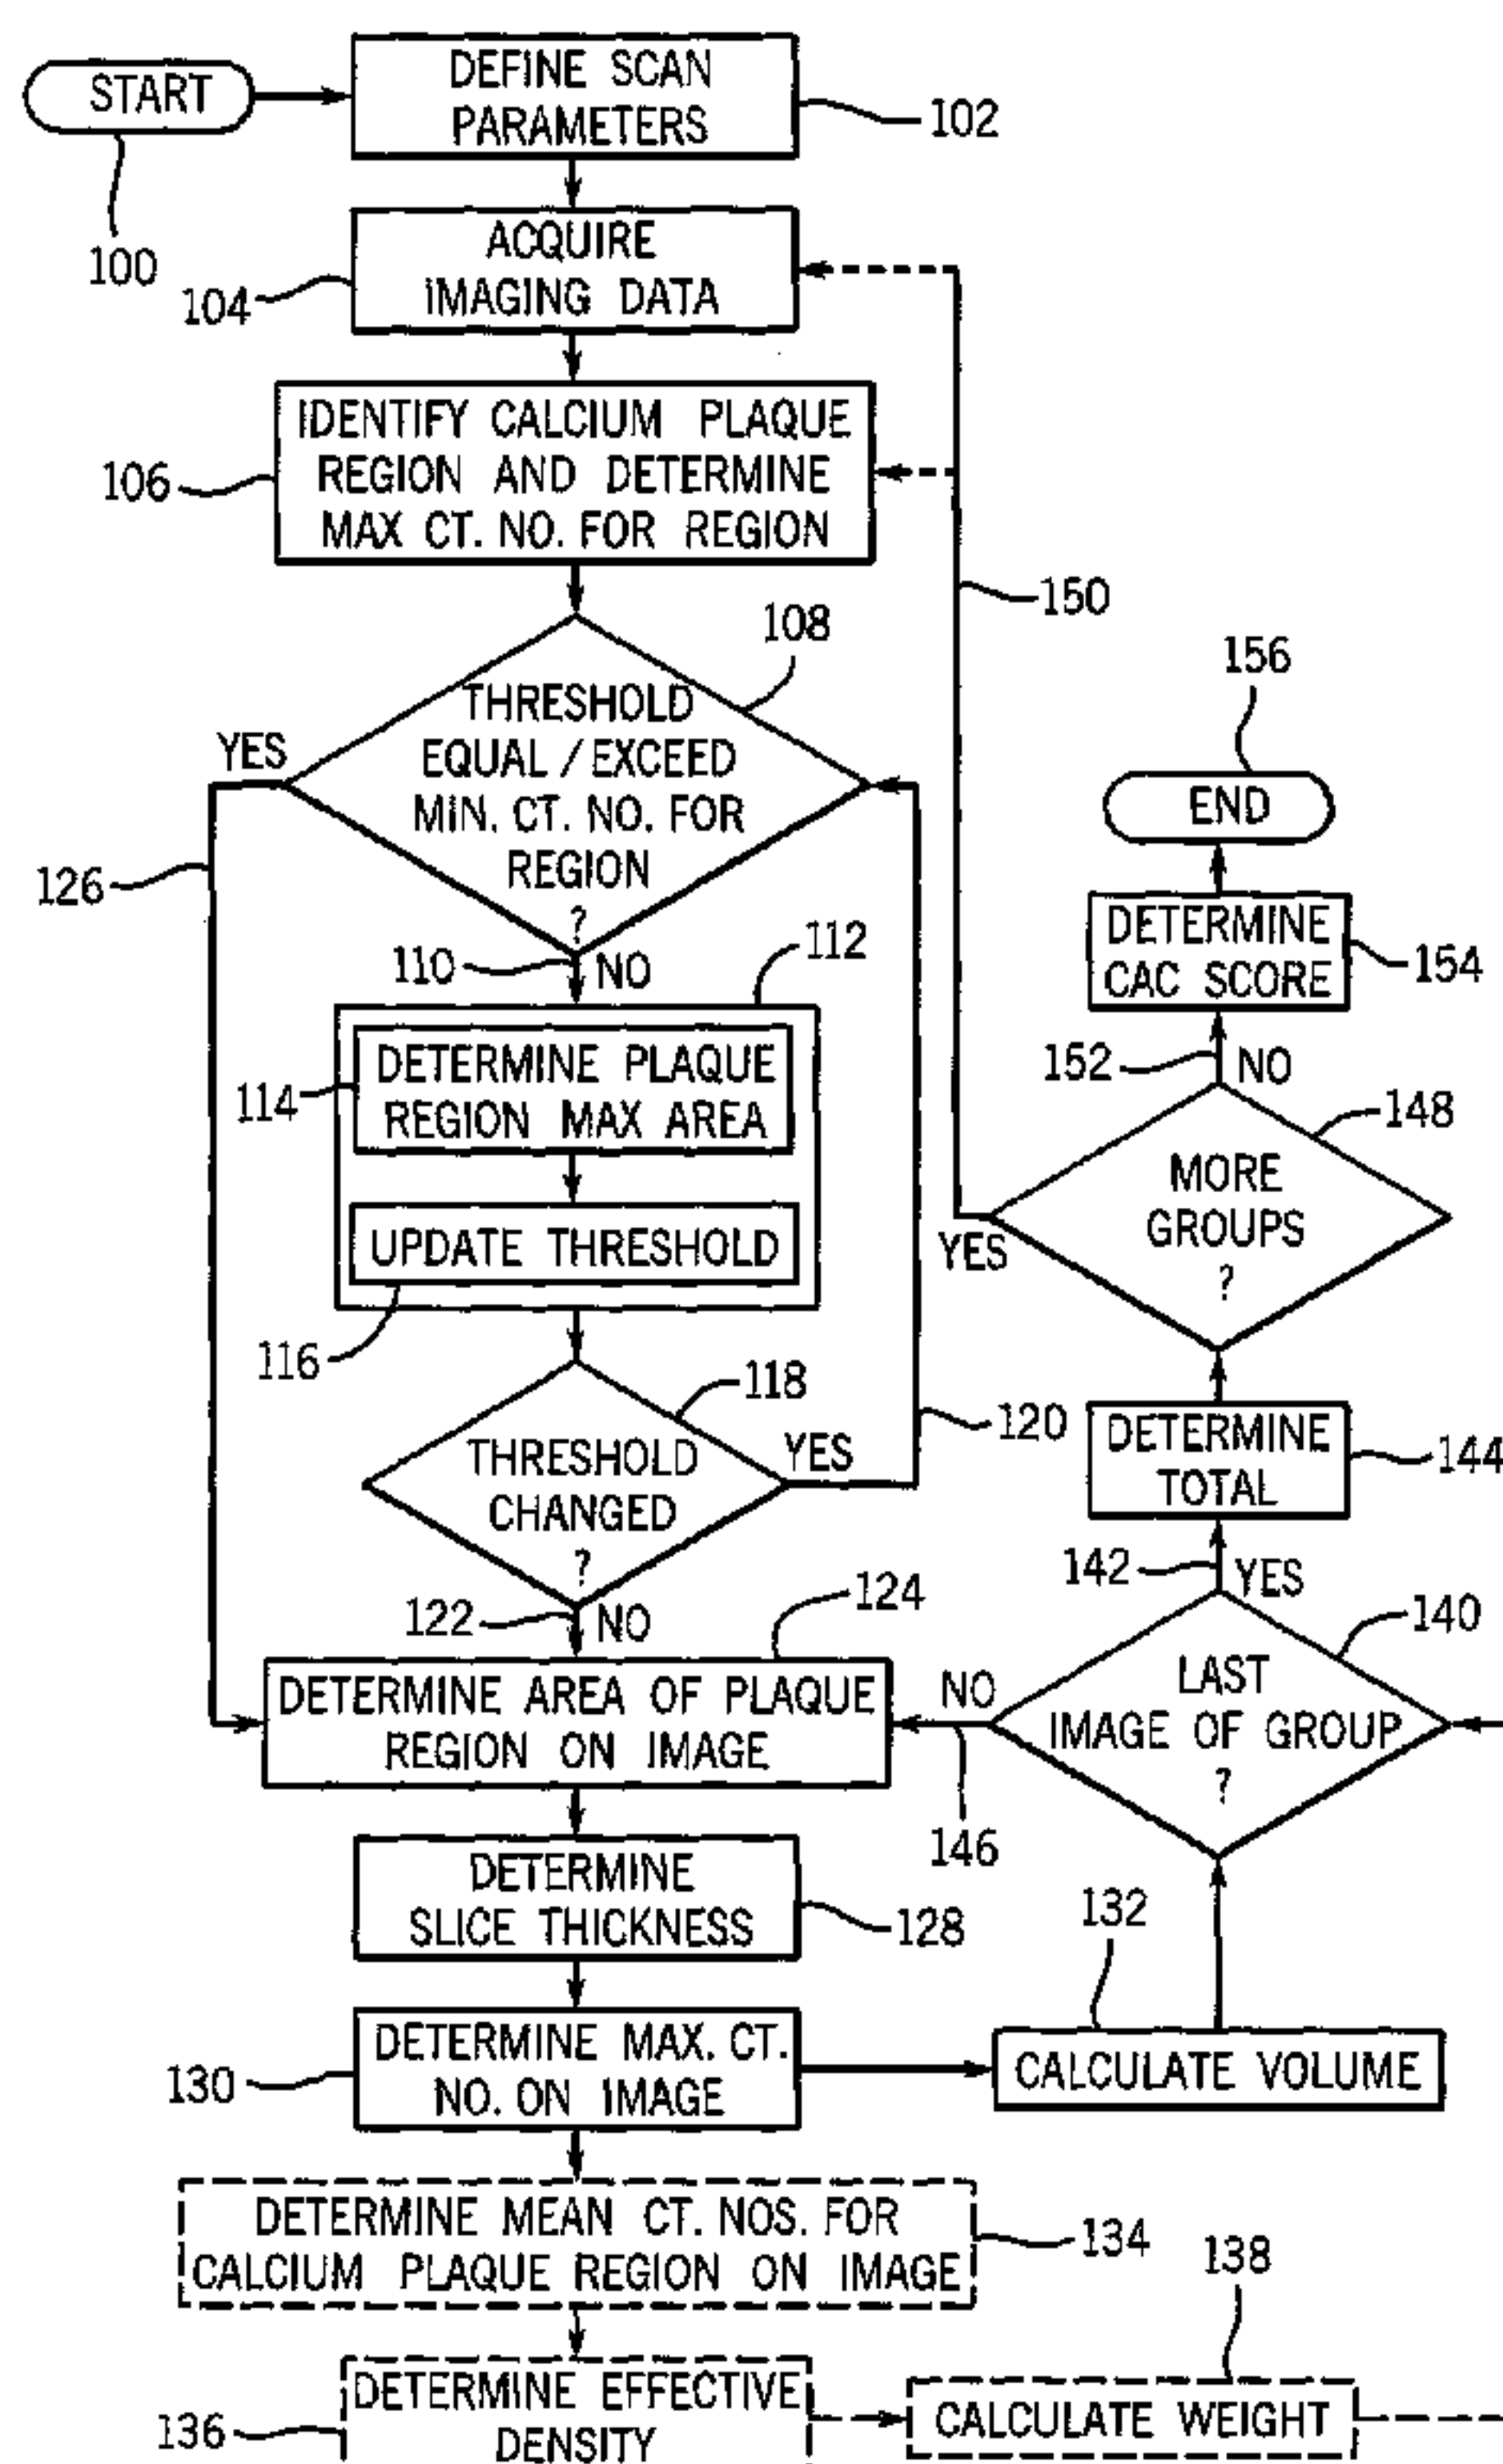 START
100
DEFINE SCAN
PARAMETERS
102
ACQUIRE
IMAGING DATA
104
IDENTIFY CALCIUM PLAQUE
REGION AND DETERMINE
MAX CT. NO. FOR REGION
106
150
108
THRESHOLD
EQUAL / EXCEED
MIN. CT. NO. FOR
REGION
?
YES
126
110
NO
112
DETERMINE PLAQUE
REGION MAX AREA
114
UPDATE THRESHOLD
116
118
THRESHOLD
CHANGED
?
YES
120
122
NO
124
DETERMINE AREA OF PLAQUE
REGION ON IMAGE
DETERMINE
SLICE THICKNESS
128
DETERMINE MAX. CT.
NO. ON IMAGE
130
DETERMINE MEAN CT. NOS. FOR
CALCIUM PLAQUE REGION ON IMAGE
134
DETERMINE EFFECTIVE
DENSITY
136
138
CALCULATE WEIGHT
132
CALCULATE VOLUME
140
LAST
IMAGE OF GROUP
?
NO
146
142
YES
DETERMINE
TOTAL
144
148
MORE
GROUPS
?
YES
152
NO
DETERMINE
CAC SCORE
154
END
156